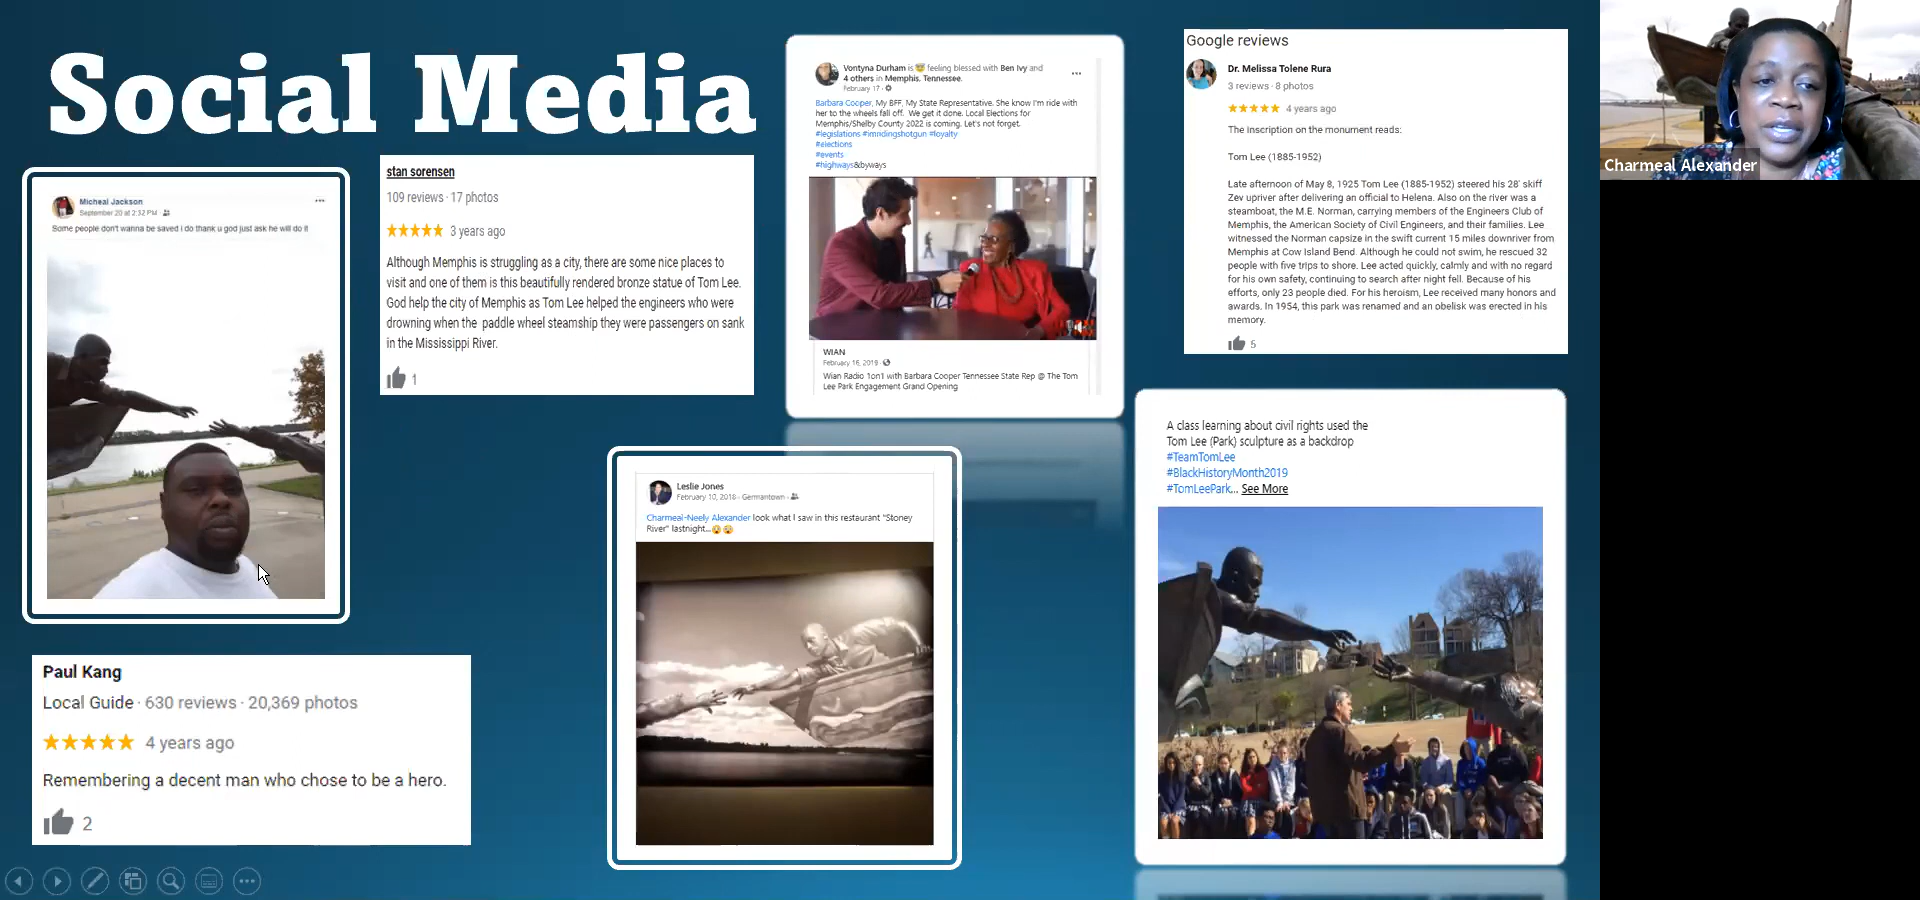 Social Media
Micheal Jackson
September 20 at 2:32 PM
Some people don't wanna be saved i do thank u god just ask he will do it
stan sorensen
109 reviews · 17 photos
3 years ago
Although Memphis is struggling as a city, there are some nice places to
visit and one of them is this beautifully rendered bronze statue of Tom Lee.
God help the city of Memphis as Tom Lee helped the engineers who were
drowning when the paddle wheel steamship they were passengers on sank
in the Mississippi River.
1
Paul Kang
Local Guide · 630 reviews · 20,369 photos
4 years ago
Remembering a decent man who chose to be a hero.
2
Vontyna Durham is feeling blessed with Ben Ivy and
4 others in Memphis, Tennessee.
February 17 ·
Barbara Cooper, My BFF, My State Representative. She know I'm ride with
her to the wheels fall off. We get it done. Local Elections for
Memphis/Shelby County 2022 is coming. Let's not forget.
#legislations #imridingshotgun #loyalty
#elections
#events
#highways&byways
WIAN
February 16, 2019 ·
Wian Radio 1on1 with Barbara Cooper Tennessee State Rep @ The Tom
Lee Park Engagement Grand Opening
Leslie Jones
February 10, 2018 · Germantown ·
Charmeal-Neely Alexander look what I saw in this restaurant "Stoney
River" lastnight...
Google reviews
Dr. Melissa Tolene Rura
3 reviews · 8 photos
4 years ago
The inscription on the monument reads:
Tom Lee (1885-1952)
Late afternoon of May 8, 1925 Tom Lee (1885-1952) steered his 28' skiff
Zev upriver after delivering an official to Helena. Also on the river was a
steamboat, the M.E. Norman, carrying members of the Engineers Club of
Memphis, the American Society of Civil Engineers, and their families. Lee
witnessed the Norman capsize in the swift current 15 miles downriver from
Memphis at Cow Island Bend. Although he could not swim, he rescued 32
people with five trips to shore. Lee acted quickly, calmly and with no regard
for his own safety, continuing to search after night fell. Because of his
efforts, only 23 people died. For his heroism, Lee received many honors and
awards. In 1954, this park was renamed and an obelisk was erected in his
memory.
5
A class learning about civil rights used the
Tom Lee (Park) sculpture as a backdrop
#TeamTomLee
#BlackHistoryMonth2019
#TomLeePark... See More
Charmeal Alexander